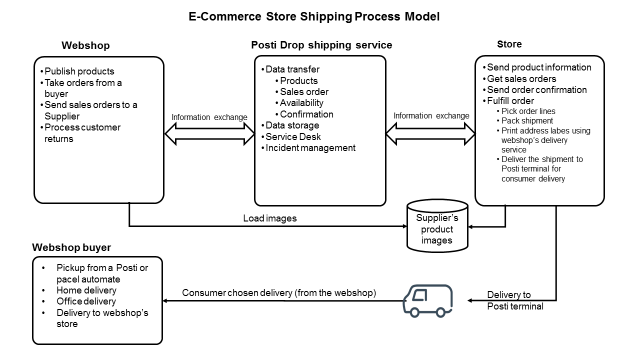 E-Commerce Store Shipping Process Model
Webshop
• Publish products
• Take orders from a
buyer
• Send sales orders to a
Supplier
• Process customer
returns
Information exchange
Posti Drop shipping service
• Data transfer
• Products
• Sales order
• Availability
• Confirmation
• Data storage
• Service Desk
• Incident management
Information exchange
Store
• Send product information
• Get sales orders
• Send order confirmation
• Fulfill order
• Pick order lines
• Pack shipment
• Print address labes using
webshop's delivery
service
• Deliver the shipment to
Posti terminal for
consumer delivery
Load images
Supplier's
product
images
Webshop buyer
• Pickup from a Posti or
pacel automate
• Home delivery
• Office delivery
• Delivery to webshop's
store
Consumer chosen delivery (from the webshop)
Delivery to
Posti terminal